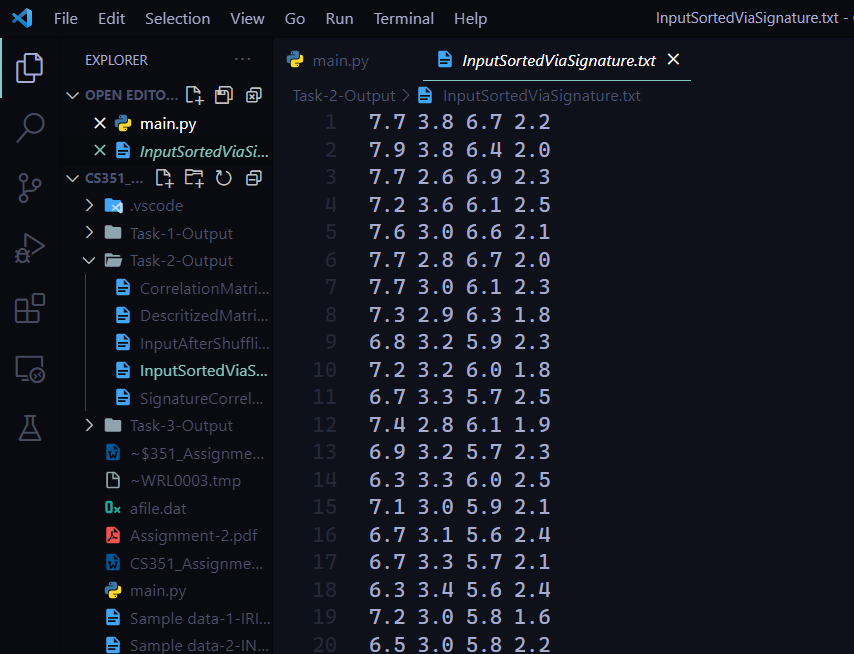 File Edit Selection View Go Run Terminal Help InputSortedViaSignature.txt -
EXPLORER ...
main.py InputSortedViaSignature.txt
OPEN EDITO...
Task-2-Output > InputSortedViaSignature.txt
main.py
InputSortedViaSi...
CS351_...
.vscode
Task-1-Output
Task-2-Output
CorrelationMatri...
DescritizedMatri...
InputAfterShuffli...
InputSortedViaS...
SignatureCorrel...
Task-3-Output
~$351_Assignme...
~WRL0003.tmp
afile.dat
Assignment-2.pdf
CS351_Assignme...
main.py
Sample data-1-IRI...
Sample data-2-IN...
1 7.7 3.8 6.7 2.2
2 7.9 3.8 6.4 2.0
3 7.7 2.6 6.9 2.3
4 7.2 3.6 6.1 2.5
5 7.6 3.0 6.6 2.1
6 7.7 2.8 6.7 2.0
7 7.7 3.0 6.1 2.3
8 7.3 2.9 6.3 1.8
9 6.8 3.2 5.9 2.3
10 7.2 3.2 6.0 1.8
11 6.7 3.3 5.7 2.5
12 7.4 2.8 6.1 1.9
13 6.9 3.2 5.7 2.3
14 6.3 3.3 6.0 2.5
15 7.1 3.0 5.9 2.1
16 6.7 3.1 5.6 2.4
17 6.7 3.3 5.7 2.1
18 6.3 3.4 5.6 2.4
19 7.2 3.0 5.8 1.6
20 6.5 3.0 5.8 2.2